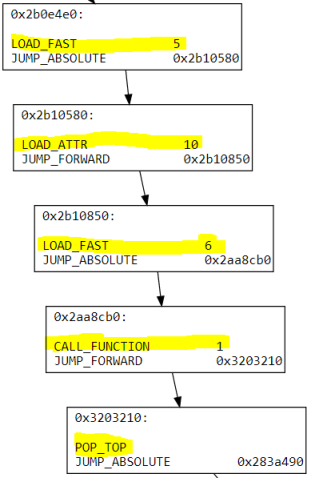 0x2b0e4e0:
LOAD_FAST 5
JUMP_ABSOLUTE 0x2b10580
0x2b10580:
LOAD_ATTR 10
JUMP_FORWARD 0x2b10850
0x2b10850:
LOAD_FAST 6
JUMP_ABSOLUTE 0x2aa8cb0
0x2aa8cb0:
CALL_FUNCTION 1
JUMP_FORWARD 0x3203210
0x3203210:
POP_TOP
JUMP_ABSOLUTE 0x283a490